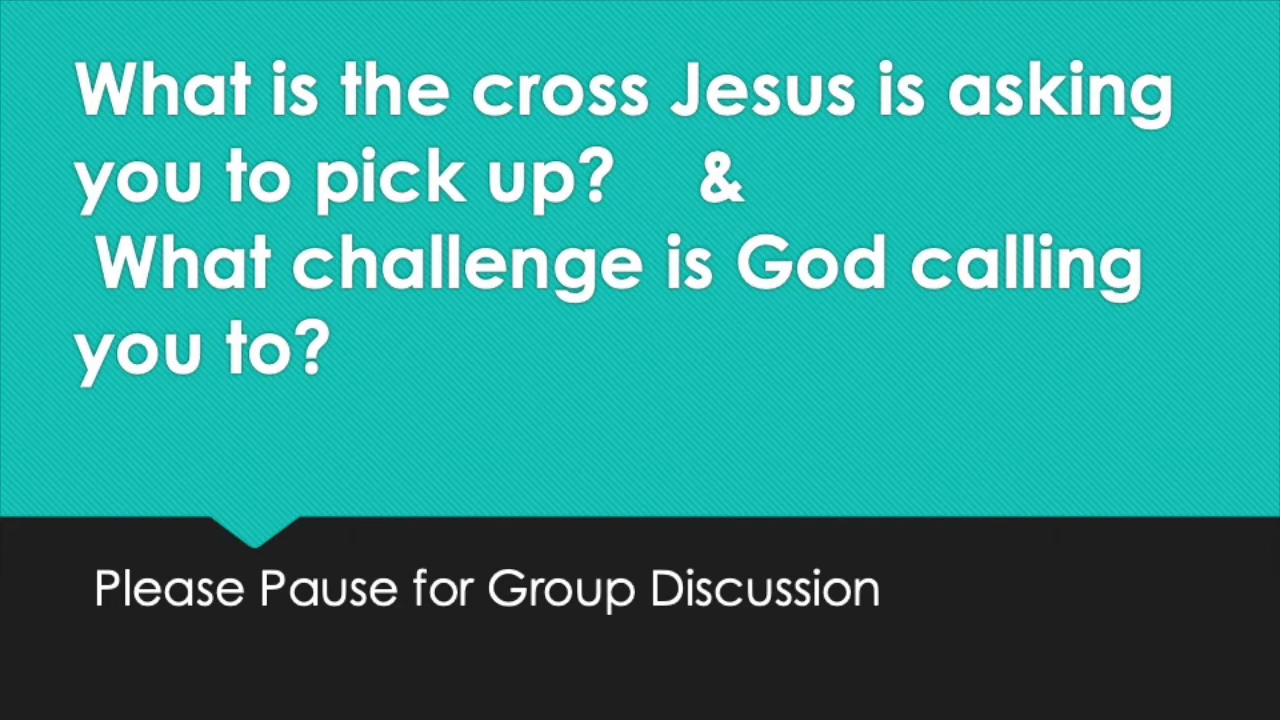 What is the cross Jesus is asking
you to pick up? &
What challenge is God calling
you to?
Please Pause for Group Discussion